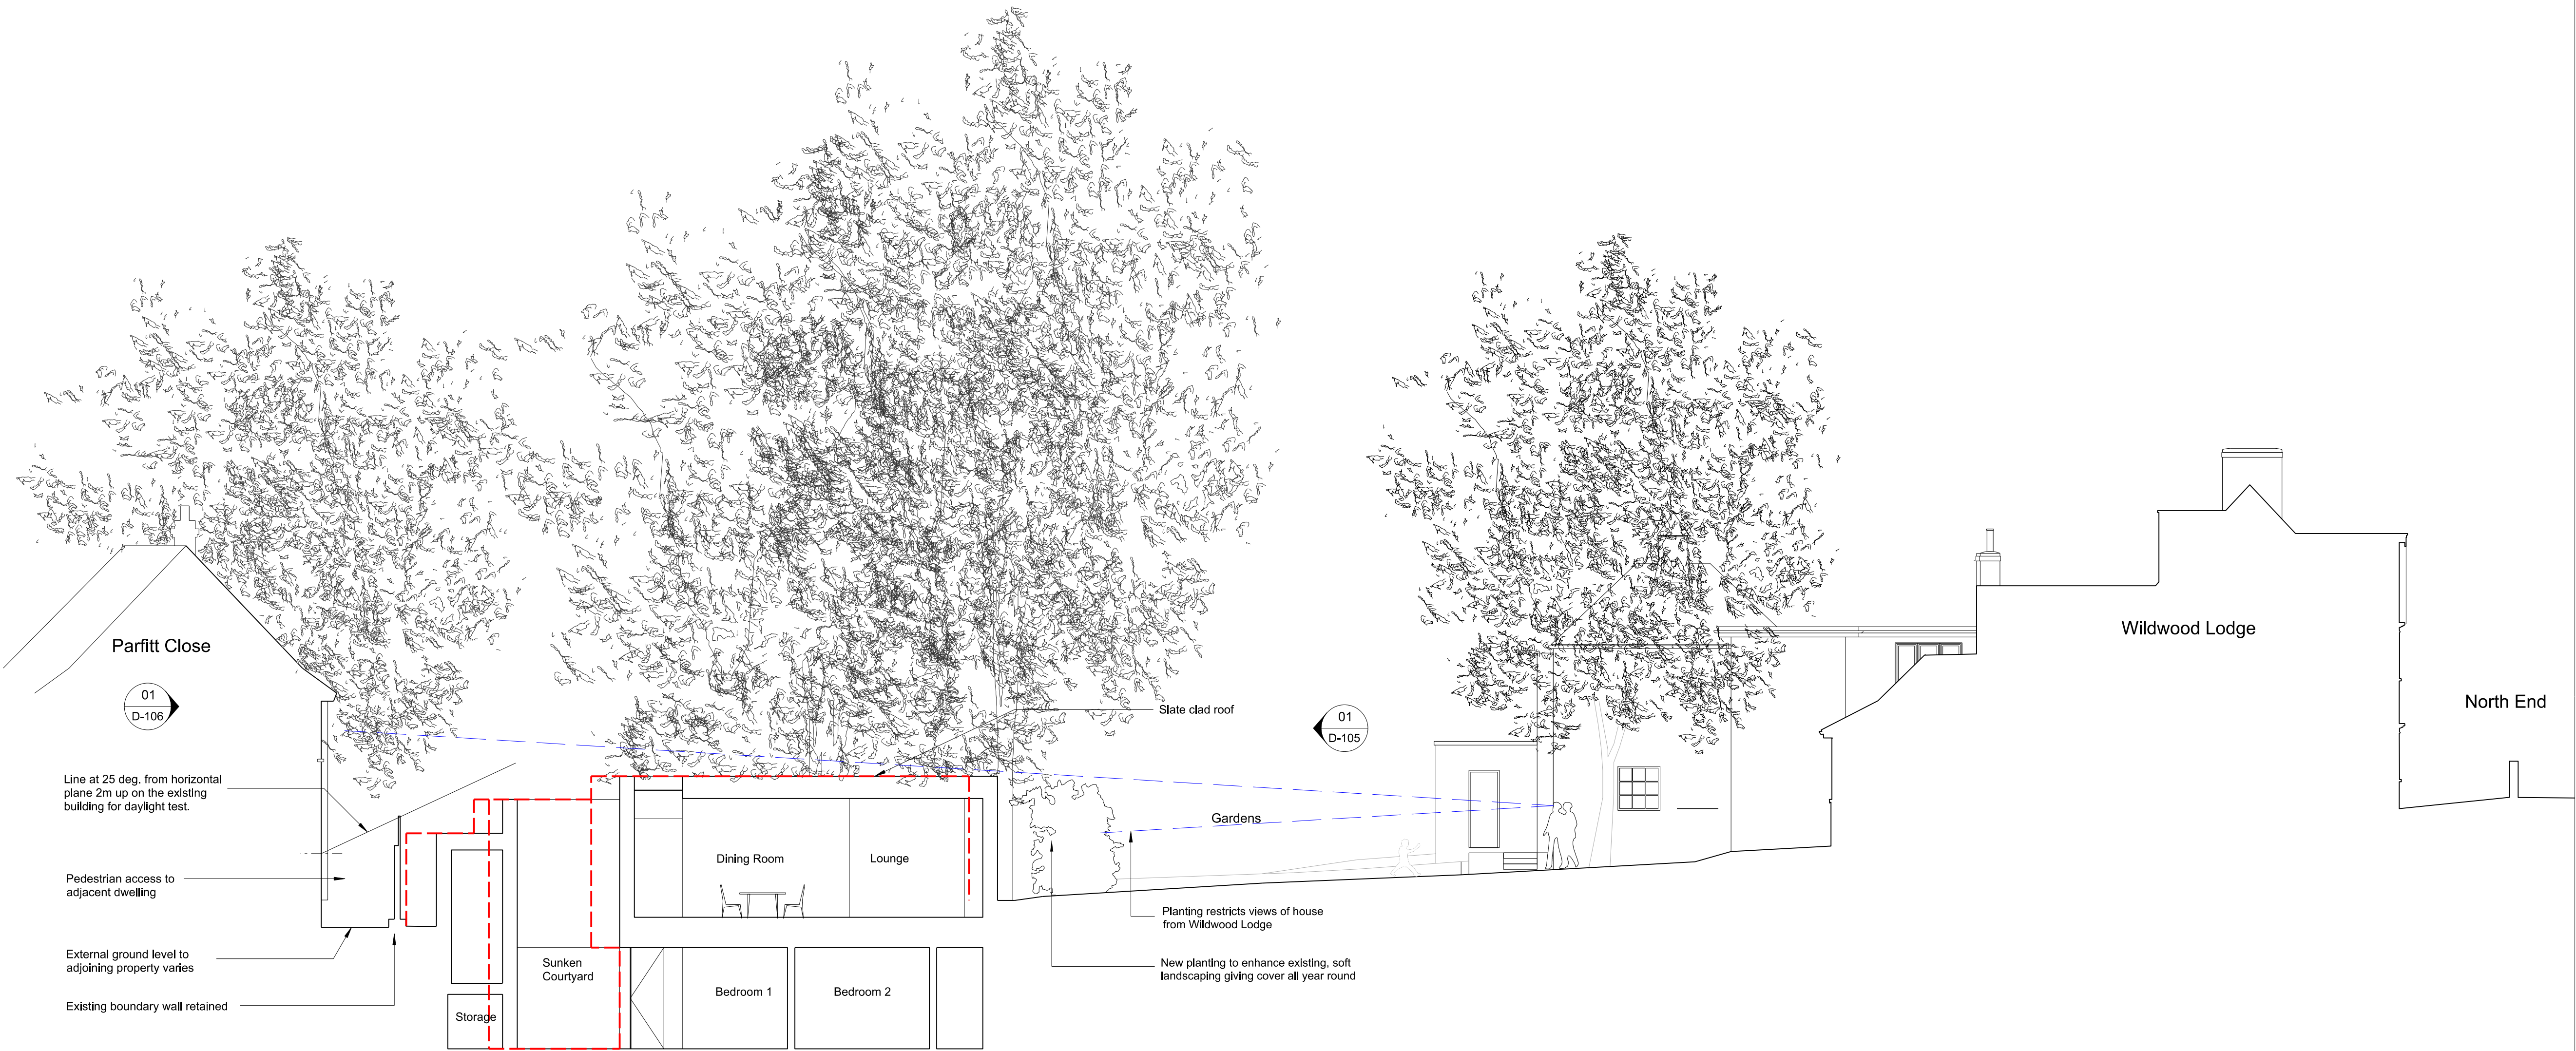 Parfitt Close
01
D-106
Line at 25 deg, from horizontal
plane 2m up on the existing
building for daylight test.
Pedestrian access to
adjacent dwelling
External ground level to
adjoining property varies
Existing boundary wall retained
Storage
Sunken
Courtyard
Dining Room
Lounge
Bedroom 1
Bedroom 2
Slate clad roof
Gardens
Planting restricts views of house
from Wildwood Lodge
New planting to enhance existing, soft
landscaping giving cover all year round
01
D-105
Wildwood Lodge
North End